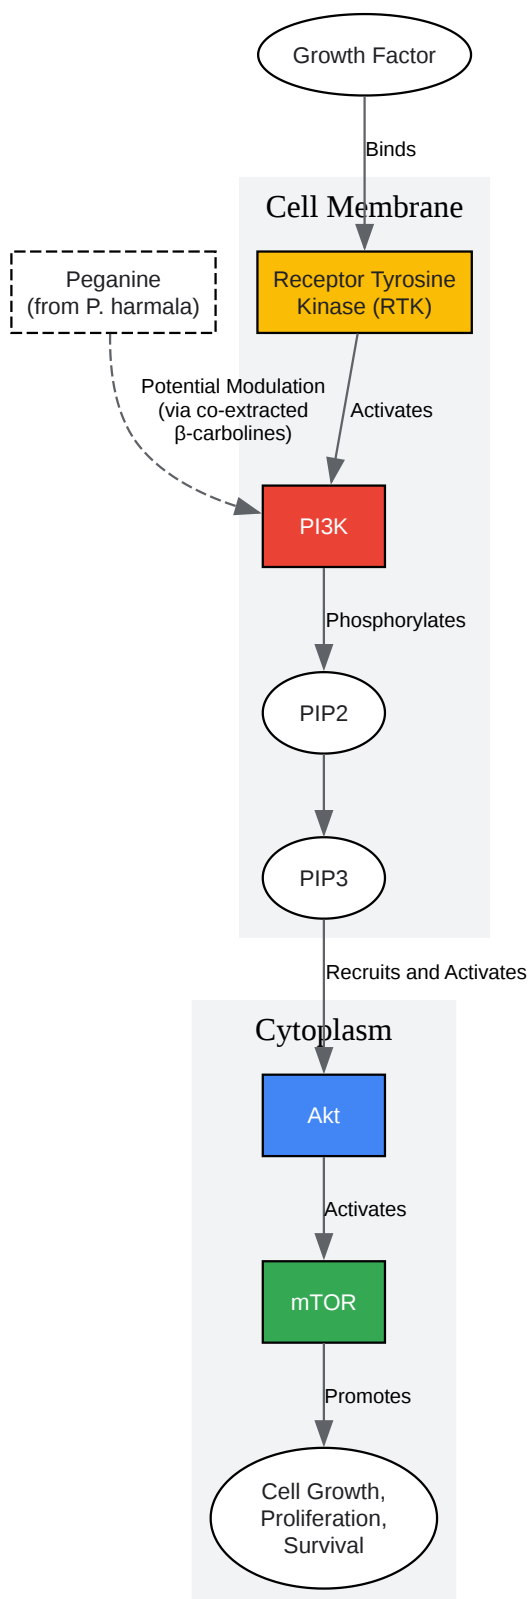 Growth Factor
Binds
Cell Membrane
Peganine
(from P. harmala)
Receptor Tyrosine
Kinase (RTK)
Potential Modulation
(via co-extracted
β-carbolines)
Activates
PI3K
Phosphorylates
PIP2
PIP3
Recruits and Activates
Cytoplasm
Akt
Activates
mTOR
Promotes
Cell Growth,
Proliferation,
Survival